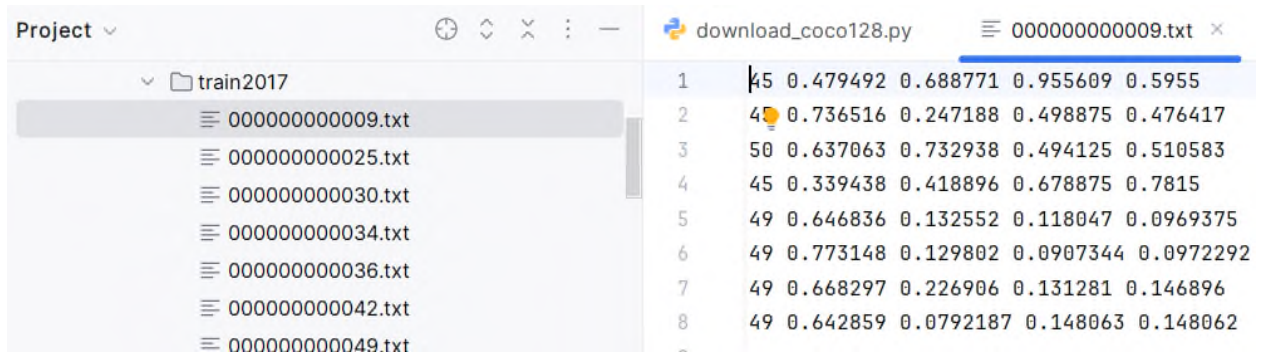 Project
train2017
000000000009.txt
000000000025.txt
000000000030.txt
000000000034.txt
000000000036.txt
000000000042.txt
000000000049.txt
download_coco128.py
000000000009.txt
1 45 0.479492 0.688771 0.955609 0.5955
2 45 0.736516 0.247188 0.498875 0.476417
3 50 0.637063 0.732938 0.494125 0.510583
4 45 0.339438 0.418896 0.678875 0.7815
5 49 0.646836 0.132552 0.118047 0.0969375
6 49 0.773148 0.129802 0.0907344 0.0972292
7 49 0.668297 0.226906 0.131281 0.146896
8 49 0.642859 0.0792187 0.148063 0.148062